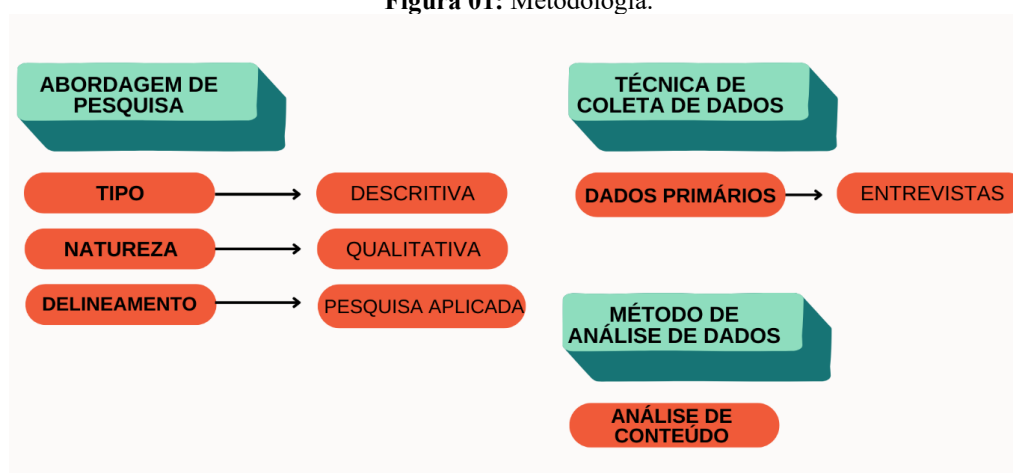 Figura 01: Metodologia.
ABORDAGEM DE
PESQUISA
TIPO
DESCRITIVA
NATUREZA
QUALITATIVA
DELINEAMENTO
PESQUISA APLICADA
TÉCNICA DE
COLETA DE DADOS
DADOS PRIMÁRIOS
ENTREVISTAS
MÉTODO DE
ANÁLISE DE DADOS
ANÁLISE DE
CONTEÚDO